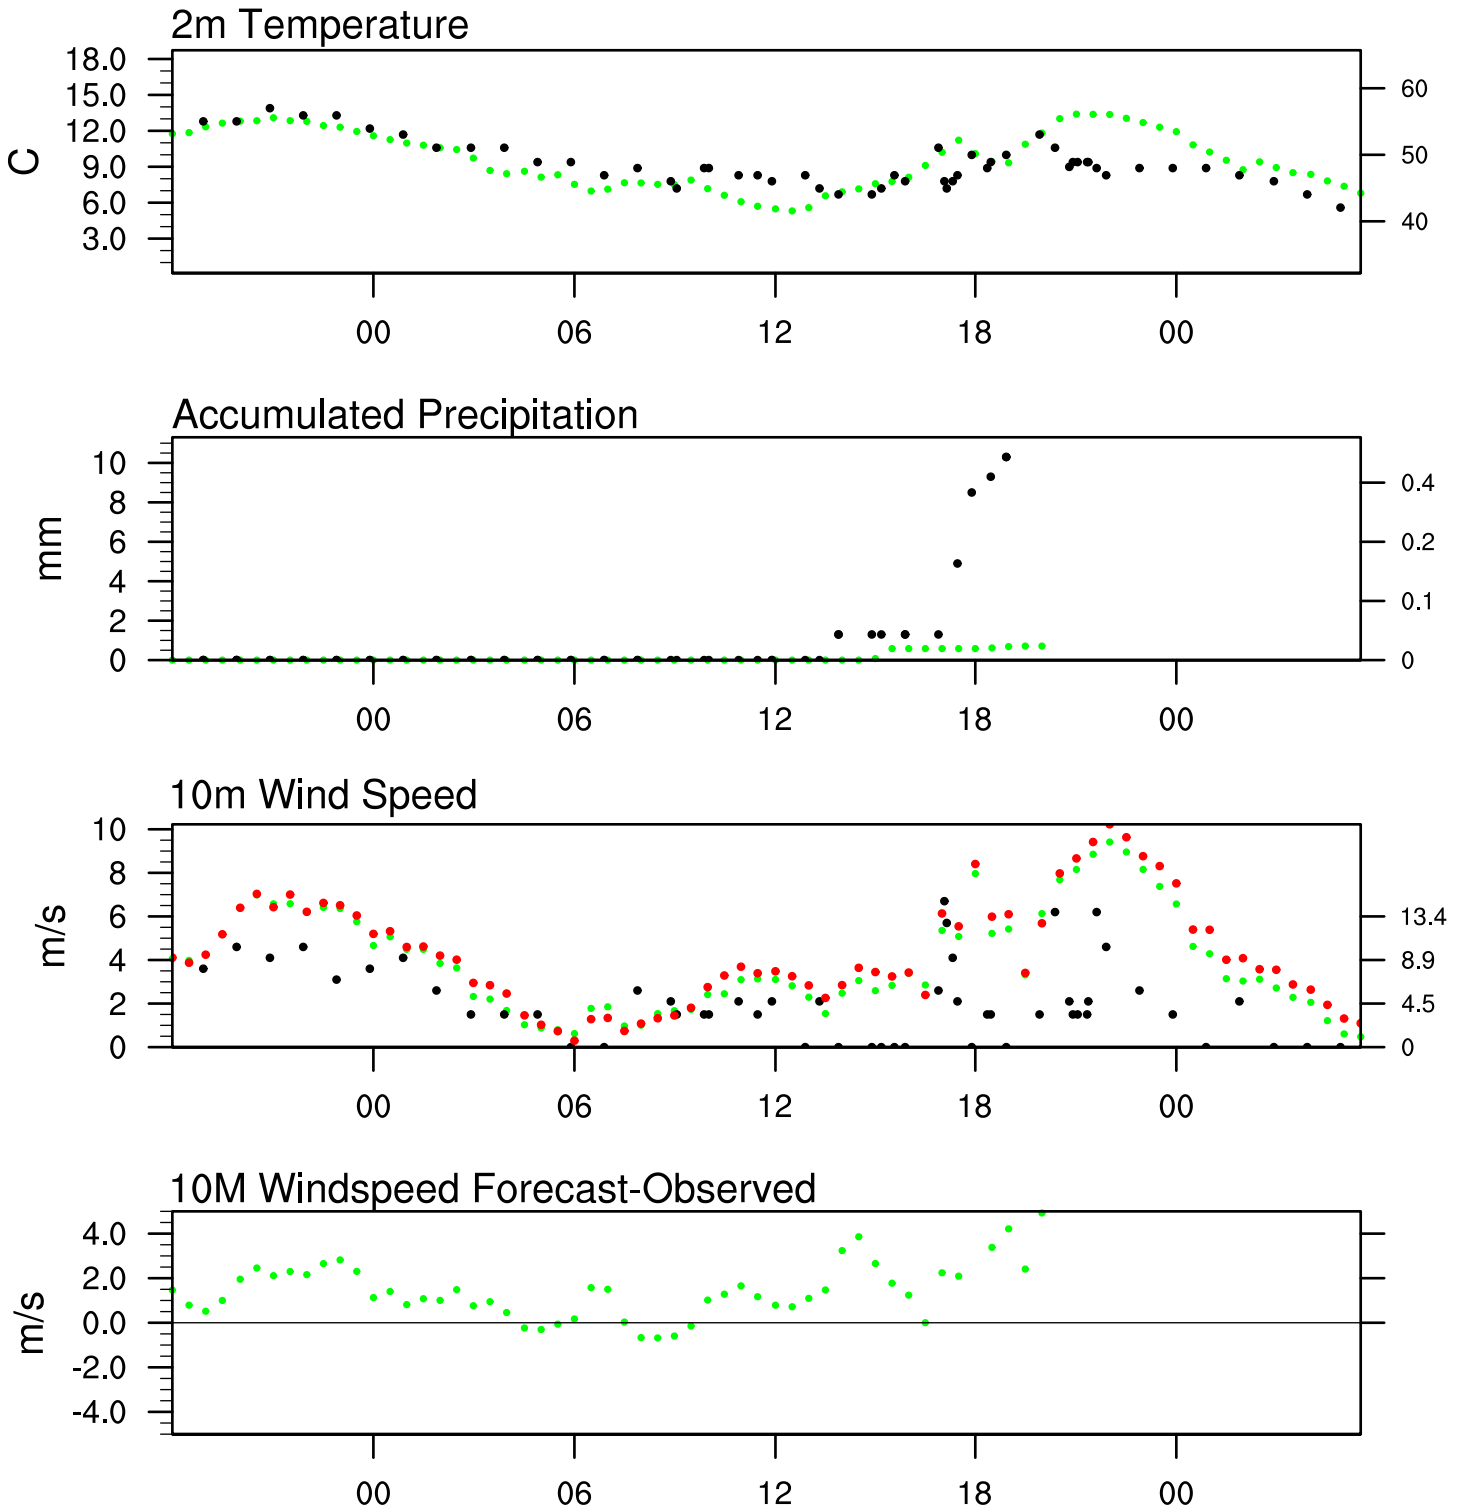 2m Temperature
18.0
15.0
12.0
9.0
6.0
3.0
C
60
50
40
00 06 12 18 00
Accumulated Precipitation
10
8
6
4
2
0
mm
0.4
0.2
0.1
0
00 06 12 18 00
10m Wind Speed
10
8
6
4
2
0
m/s
13.4
8.9
4.5
0
00 06 12 18 00
10M Windspeed Forecast-Observed
4.0
2.0
0.0
-2.0
-4.0
m/s
00 06 12 18 00